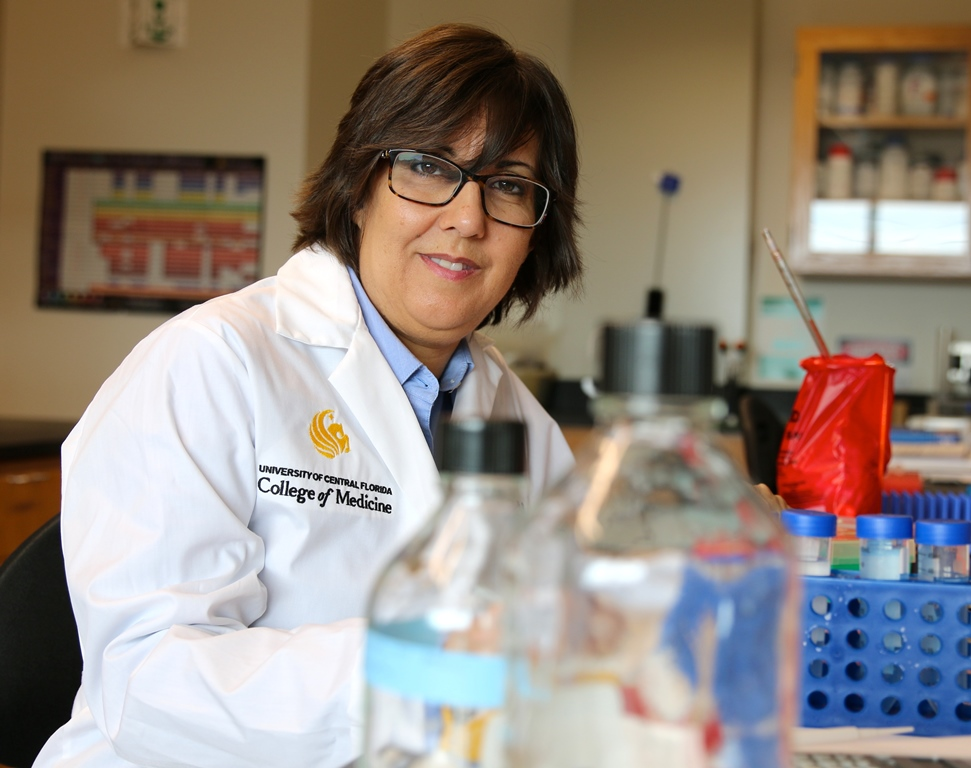 UNIVERSITY OF CENTRAL FLORIDA
College of Medicine